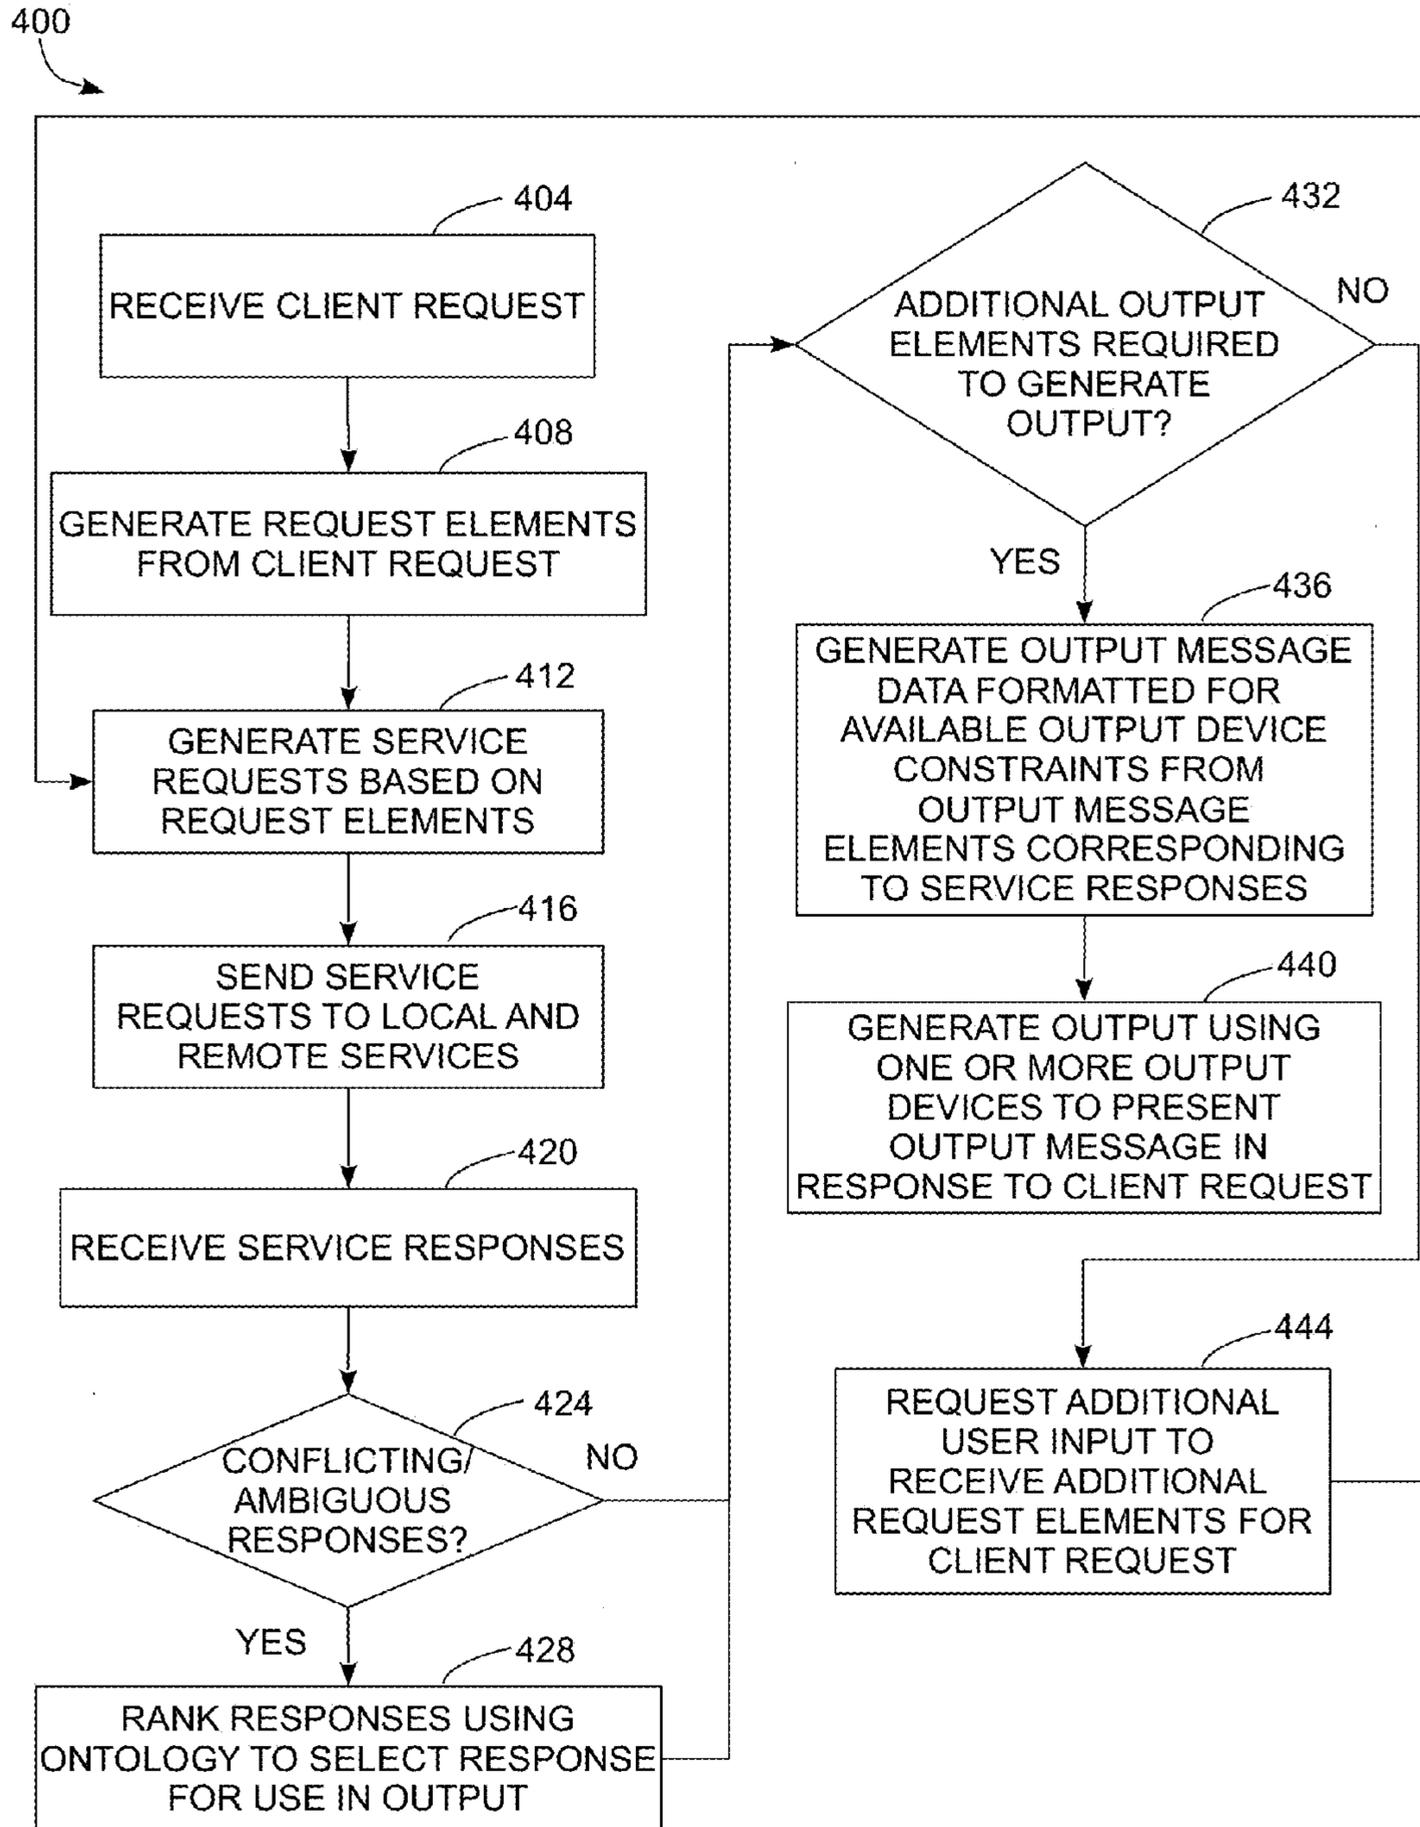 400
404
RECEIVE CLIENT REQUEST
408
GENERATE REQUEST ELEMENTS
FROM CLIENT REQUEST
412
GENERATE SERVICE
REQUESTS BASED ON
REQUEST ELEMENTS
416
SEND SERVICE
REQUESTS TO LOCAL AND
REMOTE SERVICES
420
RECEIVE SERVICE RESPONSES
424
CONFLICTING/
AMBIGUOUS
RESPONSES?
NO
YES
428
RANK RESPONSES USING
ONTOLOGY TO SELECT RESPONSE
FOR USE IN OUTPUT
432
ADDITIONAL OUTPUT
ELEMENTS REQUIRED
TO GENERATE
OUTPUT?
NO
YES
436
GENERATE OUTPUT MESSAGE
DATA FORMATTED FOR
AVAILABLE OUTPUT DEVICE
CONSTRAINTS FROM
OUTPUT MESSAGE
ELEMENTS CORRESPONDING
TO SERVICE RESPONSES
440
GENERATE OUTPUT USING
ONE OR MORE OUTPUT
DEVICES TO PRESENT
OUTPUT MESSAGE IN
RESPONSE TO CLIENT REQUEST
444
REQUEST ADDITIONAL
USER INPUT TO
RECEIVE ADDITIONAL
REQUEST ELEMENTS FOR
CLIENT REQUEST